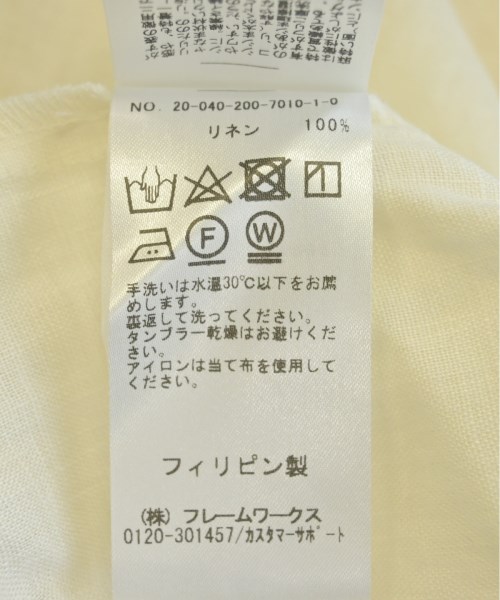 NO. 20-040-200-7010-1-0
リネン 100%
F W
手洗いは水温30℃以下をお薦
めします。
裏返して洗ってください。
タンブラー乾燥はお避けくだ
さい。
アイロンは当て布を使用して
ください。
フィリピン製
(株) フレームワークス
0120-301457/カスタマーサポート